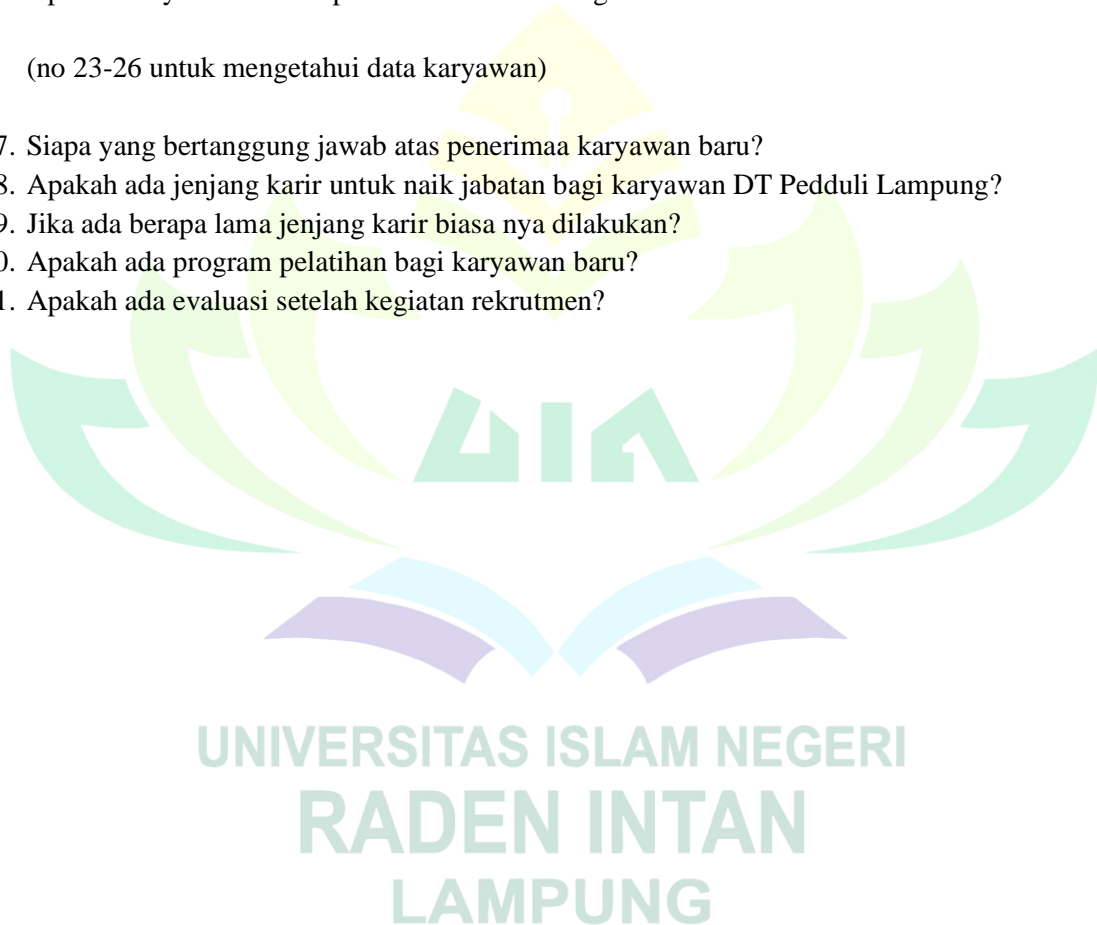 (no 23-26 untuk mengetahui data karyawan)
7. Siapa yang bertanggung jawab atas penerimaa karyawan baru?
8. Apakah ada jenjang karir untuk naik jabatan bagi karyawan DT Pedduli Lampung?
9. Jika ada berapa lama jenjang karir biasa nya dilakukan?
0. Apakah ada program pelatihan bagi karyawan baru?
1. Apakah ada evaluasi setelah kegiatan rekrutmen?
UIN
UNIVERSITAS ISLAM NEGERI
RADEN INTAN
LAMPUNG